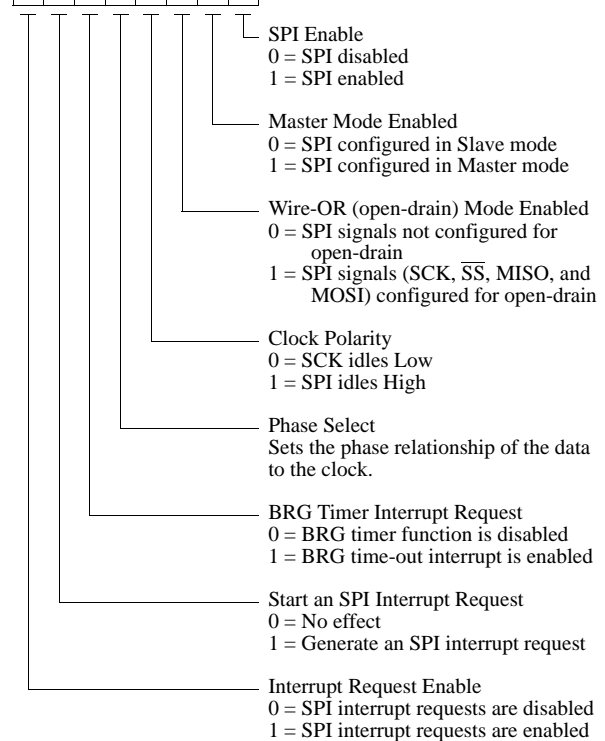 SPI Enable
0 = SPI disabled
1 = SPI enabled
Master Mode Enabled
0 = SPI configured in Slave mode
1 = SPI configured in Master mode
Wire-OR (open-drain) Mode Enabled
0 = SPI signals not configured for
open-drain
1 = SPI signals (SCK, S̅S̅, MISO, and
MOSI) configured for open-drain
Clock Polarity
0 = SCK idles Low
1 = SPI idles High
Phase Select
Sets the phase relationship of the data
to the clock.
BRG Timer Interrupt Request
0 = BRG timer function is disabled
1 = BRG time-out interrupt is enabled
Start an SPI Interrupt Request
0 = No effect
1 = Generate an SPI interrupt request
Interrupt Request Enable
0 = SPI interrupt requests are disabled
1 = SPI interrupt requests are enabled